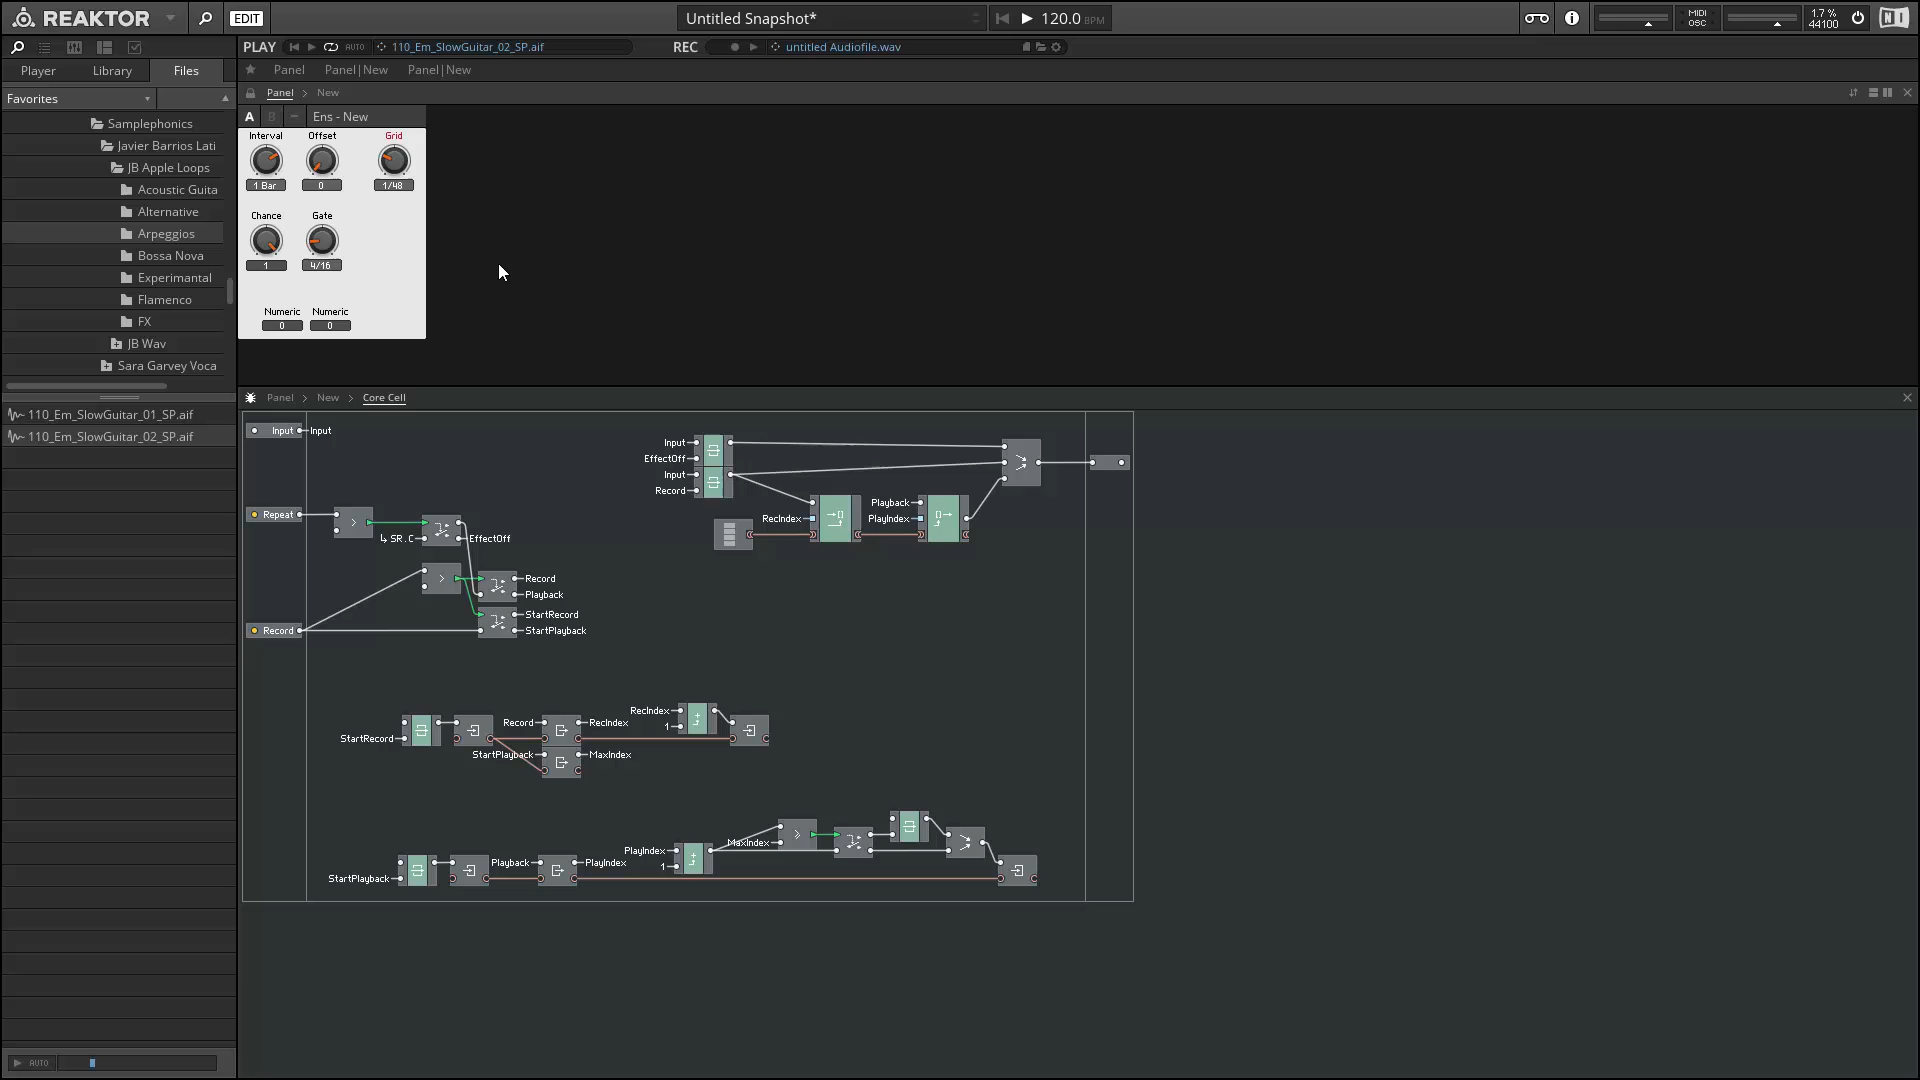 REAKTOR
EDIT
Untitled Snapshot*
120.0 BPM
MIDI
OSC
1.7 %
44100
PLAY
AUTO
110_Em_SlowGuitar_02_SP.aif
REC
untitled Audiofile.wav
Player
Library
Files
Panel
Panel|New
Panel|New
Favorites
Panel > New
A
B
Ens - New
Samplephonics
Javier Barrios Lati
JB Apple Loops
Acoustic Guita
Alternative
Arpeggios
Bossa Nova
Experimantal
Flamenco
FX
JB Wav
Sara Garvey Voca
Interval
Offset
Grid
1 Bar
0
1/48
Chance
Gate
1
4/16
Numeric
Numeric
0
0
110_Em_SlowGuitar_01_SP.aif
110_Em_SlowGuitar_02_SP.aif
Panel > New > Core Cell
Input
Input
Input
EffectOff
Input
Record
Repeat
RecIndex
Playback
PlayIndex
SR.C
EffectOff
Record
Playback
StartRecord
Record
StartPlayback
RecIndex
1
Record
RecIndex
StartRecord
StartPlayback
MaxIndex
MaxIndex
PlayIndex
1
Playback
PlayIndex
StartPlayback
AUTO